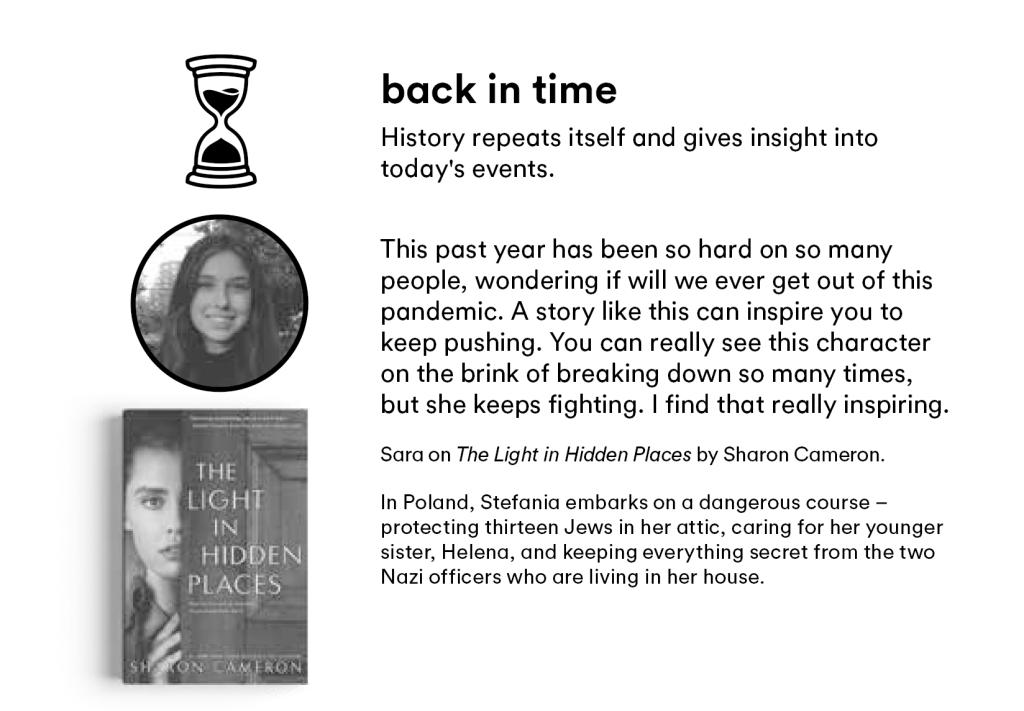 back in time
History repeats itself and gives insight into
today's events.
This past year has been so hard on so many
people, wondering if will we ever get out of this
pandemic. A story like this can inspire you to
keep pushing. You can really see this character
on the brink of breaking down so many times,
but she keeps fighting. I find that really inspiring.
Sara on The Light in Hidden Places by Sharon Cameron.
In Poland, Stefania embarks on a dangerous course –
protecting thirteen Jews in her attic, caring for her younger
sister, Helena, and keeping everything secret from the two
Nazi officers who are living in her house.
THE
LIGHT
IN
HIDDEN
PLACES
SHARON CAMERON